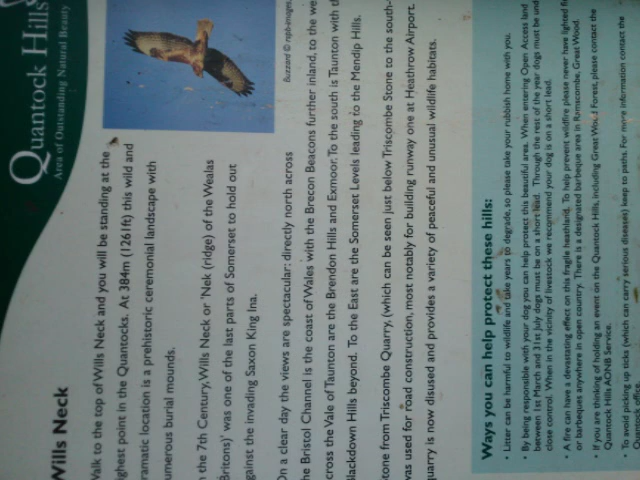 Quantock Hills
Area of Outstanding Natural Beauty
Buzzard © rspb-images.
Wills Neck
Walk to the top of Wills Neck and you will be standing at the
highest point in the Quantocks. At 384m (1261ft) this wild and
dramatic location is a prehistoric ceremonial landscape with
numerous burial mounds.
In the 7th Century, Wills Neck or 'Nek (ridge) of the Wealas
Britons)' was one of the last parts of Somerset to hold out
against the invading Saxon King Ina.
On a clear day the views are spectacular: directly north across
the Bristol Channel is the coast of Wales with the Brecon Beacons further inland, to the we
cross the Vale of Taunton are the Brendon Hills and Exmoor. To the south is Taunton with th
Blackdown Hills beyond. To the East are the Somerset Levels leading to the Mendip Hills.
tone from Triscombe Quarry, (which can be seen just below Triscombe Stone to the south-
was used for road construction, most notably for building runway one at Heathrow Airport.
quarry is now disused and provides a variety of peaceful and unusual wildlife habitats.
Ways you can help protect these hills:
• Litter can be harmful to wildlife and take years to degrade, so please take your rubbish home with you.
• By being responsible with your dog you can help protect this beautiful area. When entering Open Access land
between 1st March and 31st July dogs must be on a short lead. Through the rest of the year dogs must be und
close control. When in the vicinity of livestock we recommend your dog is on a short lead.
• A fire can have a devastating effect on this fragile heathland. To help prevent wildfire please never have lighted fi
or barbeques anywhere in open country. There is a designated barbeque area in Ramscombe, Great Wood.
• If you are thinking of holding an event on the Quantock Hills, including Great Wood Forest, please contact the
Quantock Hills AONB Service.
• To avoid picking up ticks (which can carry serious diseases) keep to paths. For more information contact the
Quantock office